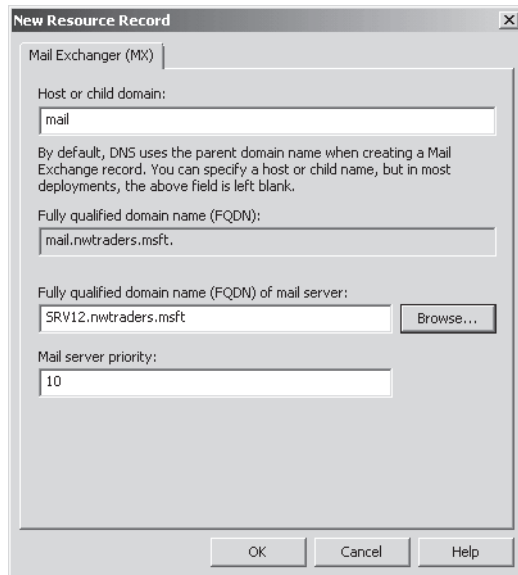 New Resource Record
Mail Exchanger (MX)
Host or child domain:
mail
By default, DNS uses the parent domain name when creating a Mail
Exchange record. You can specify a host or child name, but in most
deployments, the above field is left blank.
Fully qualified domain name (FQDN):
mail.nwtraders.msft.
Fully qualified domain name (FQDN) of mail server:
SRV12.nwtraders.msft
Browse...
Mail server priority:
10
OK
Cancel
Help